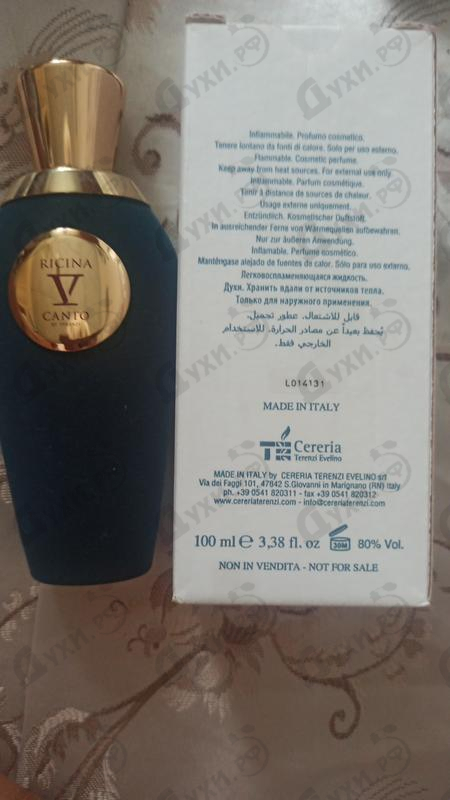 RICINA
V
CANTO
BY TERENZI
Infiammabile. Profumo cosmetico.
Tenere lontano da fonti di calore. Solo per uso esterno.
Flammable. Cosmetic perfume.
Keep away from heat sources. For external use only
Inflammable. Parfum cosmétique.
Tenir à distance de sources de chaleur.
Usage externe uniquement.
Entzündlich. Kosmetischer Duftstoff.
In ausreichender Ferne von Wärmequellen aufbewahren.
Nur zur äußeren Anwendung.
Inflamable. Perfume cosmético.
Manténgase alejado de fuentes de calor. Sólo para uso externo.
Легковоспламеняющаяся жидкость.
Духи. Хранить вдали от источников тепла.
Только для наружного применения.
قابل للاشتعال. عطور تجميل.
يُحفظ بعيداً عن مصادر الحرارة. للاستخدام
الخارجي فقط.
L014131
MADE IN ITALY
TE Cereria
Terenzi Evelino
MADE IN ITALY by CERERIA TERENZI EVELINO srl
Via dei Faggi 101, 47842 S.Giovanni in Marignano (RN) Italy
ph. +39 0541 820311 - fax +39 0541 820312
www.cereriaterenzi.com - info@cereriaterenzi.com
100 ml e 3,38 fl. oz 30M 80% Vol.
NON IN VENDITA - NOT FOR SALE
Духи.РФ